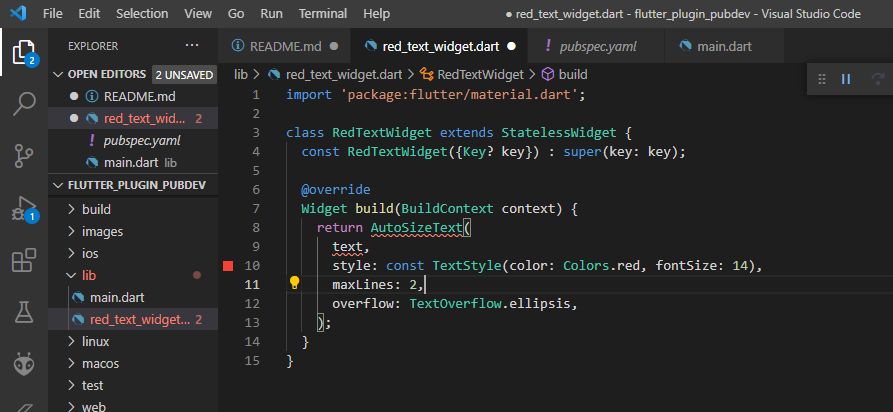 File Edit View Go Run Terminal Help ● red_text_widget.dart - flutter_plugin_pubdev - Visual Studio Code
EXPLORER ...
README.md ● red_text_widget.dart ● ! pubspec.yaml main.dart
OPEN EDITORS 2 UNSAVED
● README.md
● red_text_wid... 2
! pubspec.yaml
main.dart lib
FLUTTER_PLUGIN_PUBDEV
> build
> images
> ios
lib
main.dart
red_text_widget... 2
> linux
> macos
> test
> web
2
1
lib > red_text_widget.dart > RedTextWidget > build
1 import 'package:flutter/material.dart';
2
3 class RedTextWidget extends StatelessWidget {
4 const RedTextWidget({Key? key}) : super(key: key);
5
6 @override
7 Widget build(BuildContext context) {
8 return AutoSizeText(
9 text,
10 style: const TextStyle(color: Colors.red, fontSize: 14),
11 maxLines: 2,
12 overflow: TextOverflow.ellipsis,
13 );
14 }
15 }